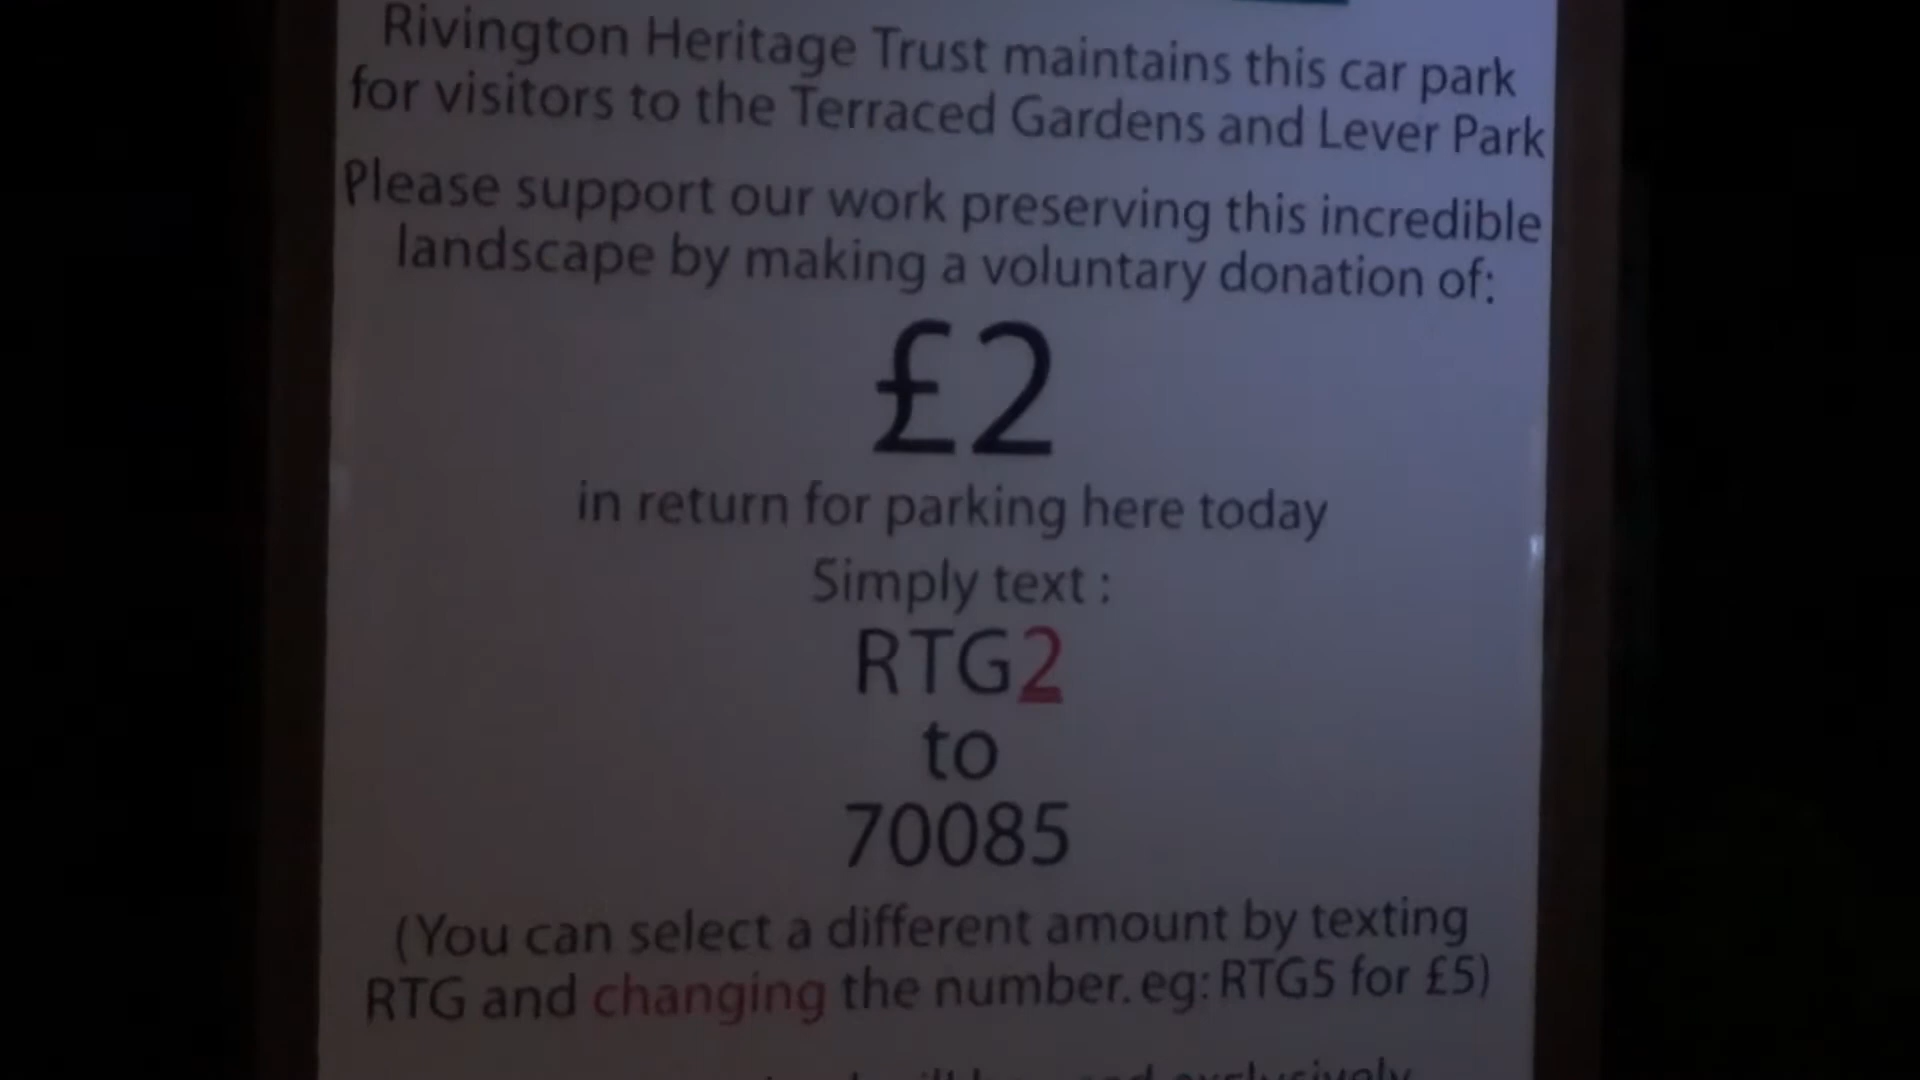 Rivington Heritage Trust maintains this car park
for visitors to the Terraced Gardens and Lever Park
Please support our work preserving this incredible
landscape by making a voluntary donation of:
£2
in return for parking here today
Simply text :
RTG2
to
70085
(You can select a different amount by texting
RTG and changing the number. eg: RTG5 for £5)
exclusively